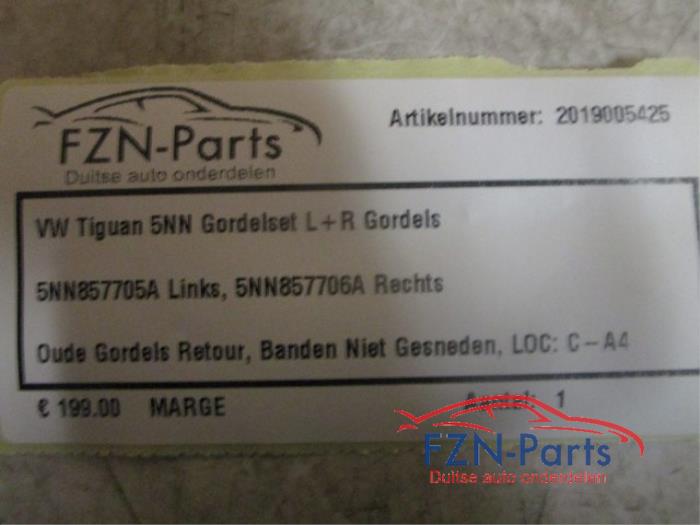 FZN-Parts
Duitse auto onderdelen
Artikelnummer: 2019005425
VW Tiguan 5NN Gordelset L+R Gordels
5NN857705A Links, 5NN857706A Rechts
Oude Gordels Retour, Banden Niet Gesneden, LOC: C-A4
€ 199.00 MARGE Aantal: 1
FZN-Parts
Duitse auto onderdelen